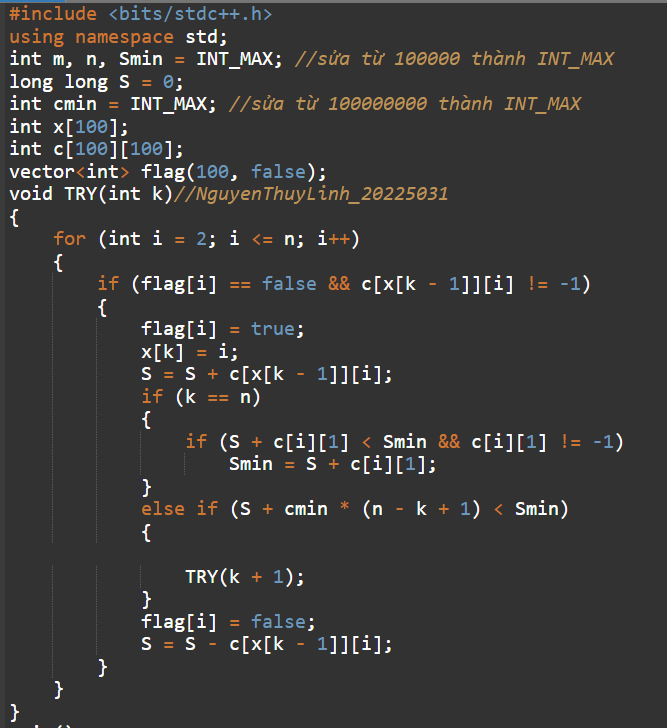 #include <bits/stdc++.h>
using namespace std;
int m, n, Smin = INT_MAX; //sửa từ 100000 thành INT_MAX
long long S = 0;
int cmin = INT_MAX; //sửa từ 100000000 thành INT_MAX
int x[100];
int c[100][100];
vector<int> flag(100, false);
void TRY(int k)//NguyenThuyLinh_20225031
{
    for (int i = 2; i <= n; i++)
    {
        if (flag[i] == false && c[x[k - 1]][i] != -1)
        {
            flag[i] = true;
            x[k] = i;
            S = S + c[x[k - 1]][i];
            if (k == n)
            {
                if (S + c[i][1] < Smin && c[i][1] != -1)
                    Smin = S + c[i][1];
            }
            else if (S + cmin * (n - k + 1) < Smin)
            {
                TRY(k + 1);
            }
            flag[i] = false;
            S = S - c[x[k - 1]][i];
        }
    }
}